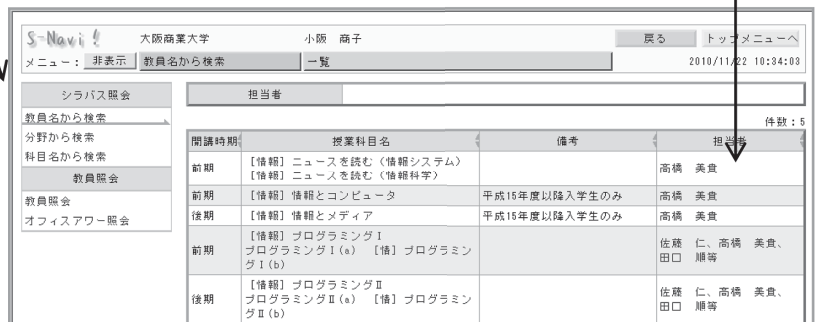 S-Navi! 大阪商業大学 小阪 商子 戻る トップメニューへ
メニュー： 非表示 教員名から検索 一覧 2010/11/22 10:34:03
シラバス照会
教員名から検索
分野から検索
科目名から検索
教員照会
教員照会
オフィスアワー照会
担当者
件数：5
開講時期 授業科目名 備考 担当者
前期 [情報] ニュースを読む（情報システム）
[情報] ニュースを読む（情報科学） 高橋 美貴
前期 [情報] 情報とコンピュータ 平成15年度以降入学生のみ 高橋 美貴
後期 [情報] 情報とメディア 平成15年度以降入学生のみ 高橋 美貴
前期 [情報] プログラミングⅠ
プログラミングⅠ(a) [情] プログラミン
グⅠ(b)
佐藤 仁、高橋 美貴、
田口 順等
後期 [情報] プログラミングⅡ
プログラミングⅡ(a) [情] プログラミン
グⅡ(b)
佐藤 仁、高橋 美貴、
田口 順等